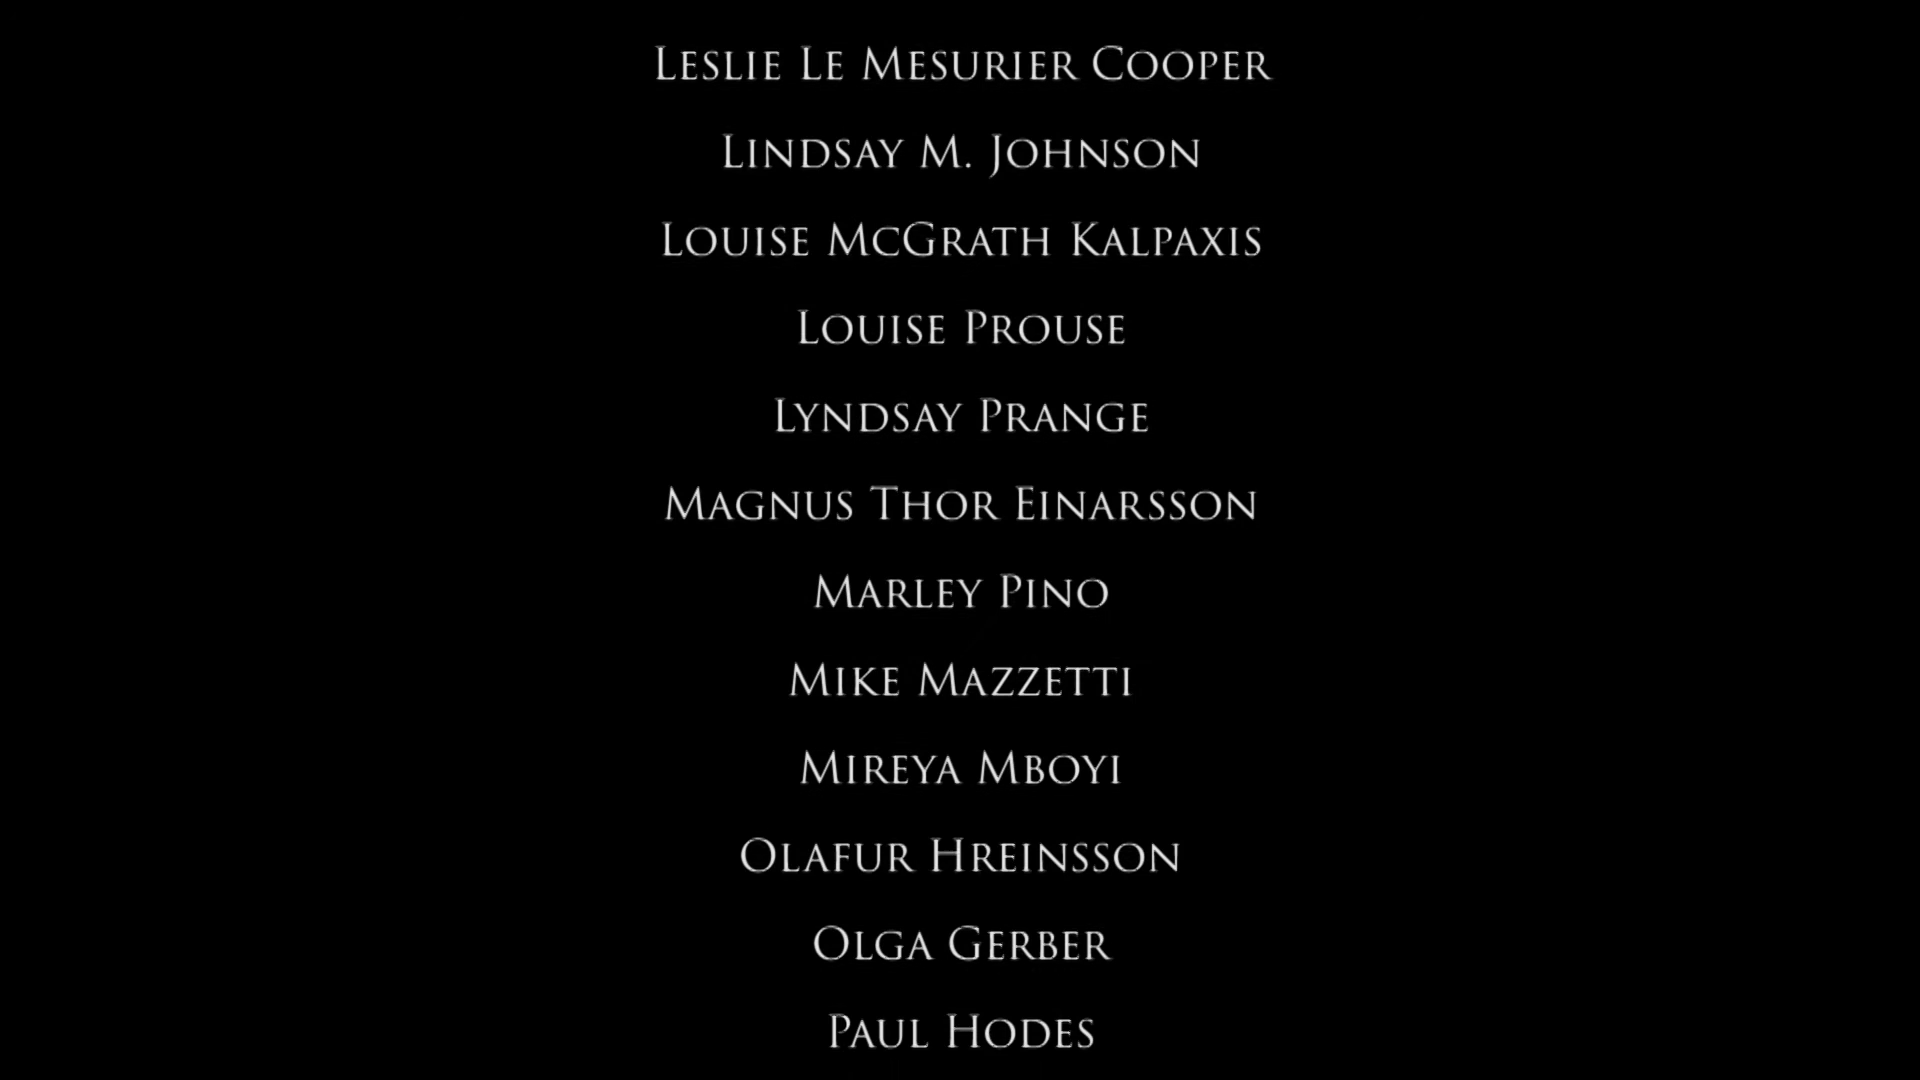 Leslie Le Mesurier Cooper
Lindsay M. Johnson
Louise McGrath Kalpaxis
Louise Prouse
Lyndsay Prange
Magnus Thor Einarsson
Marley Pino
Mike Mazzetti
Mireya Mboyi
Olafur Hreinsson
Olga Gerber
Paul Hodes